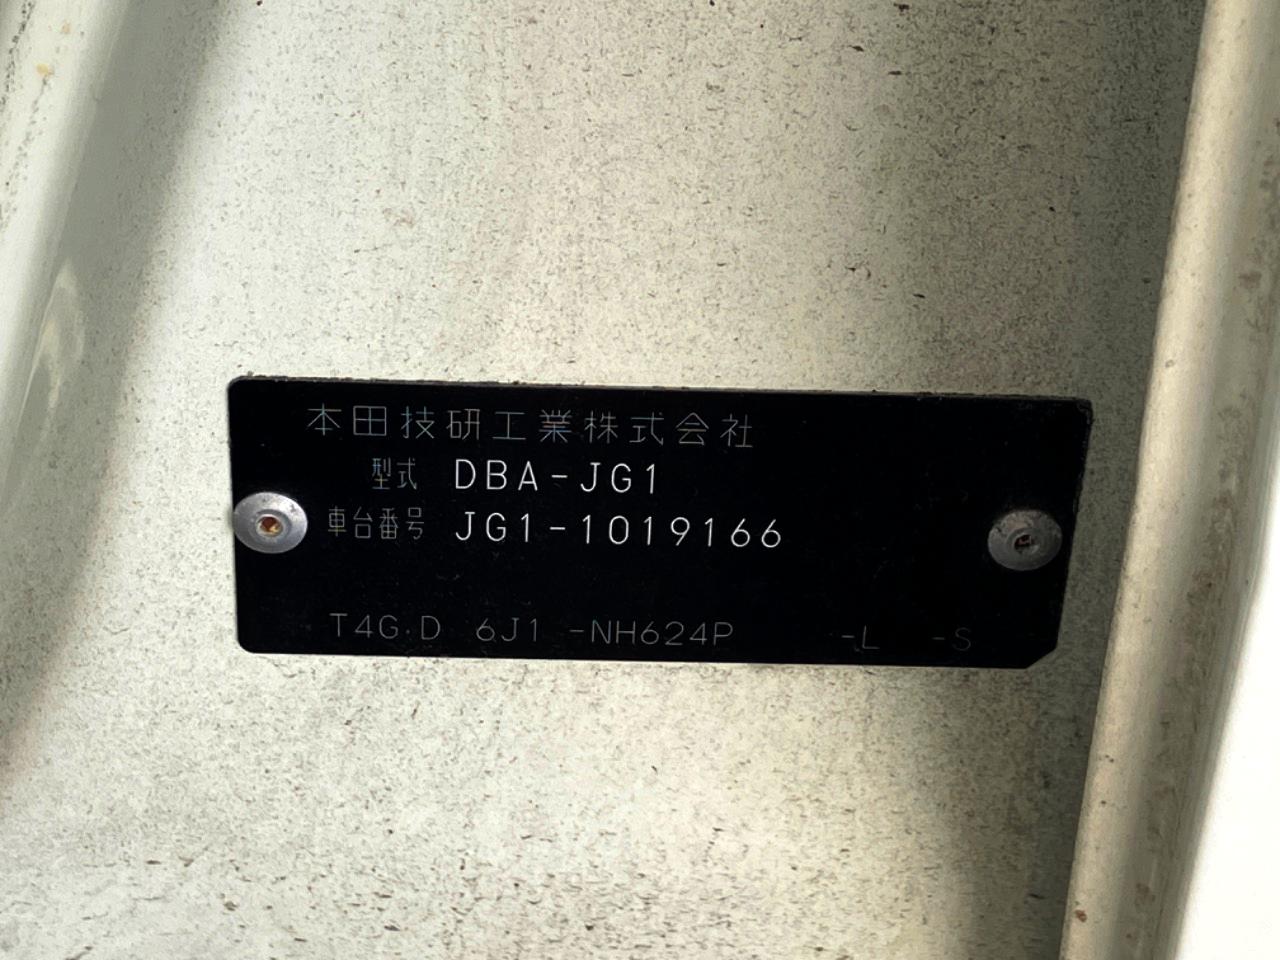 本田技研工業株式会社
型式 DBA-JG1
車台番号 JG1-1019166
T4G.D 6J1 -NH624P -L -S